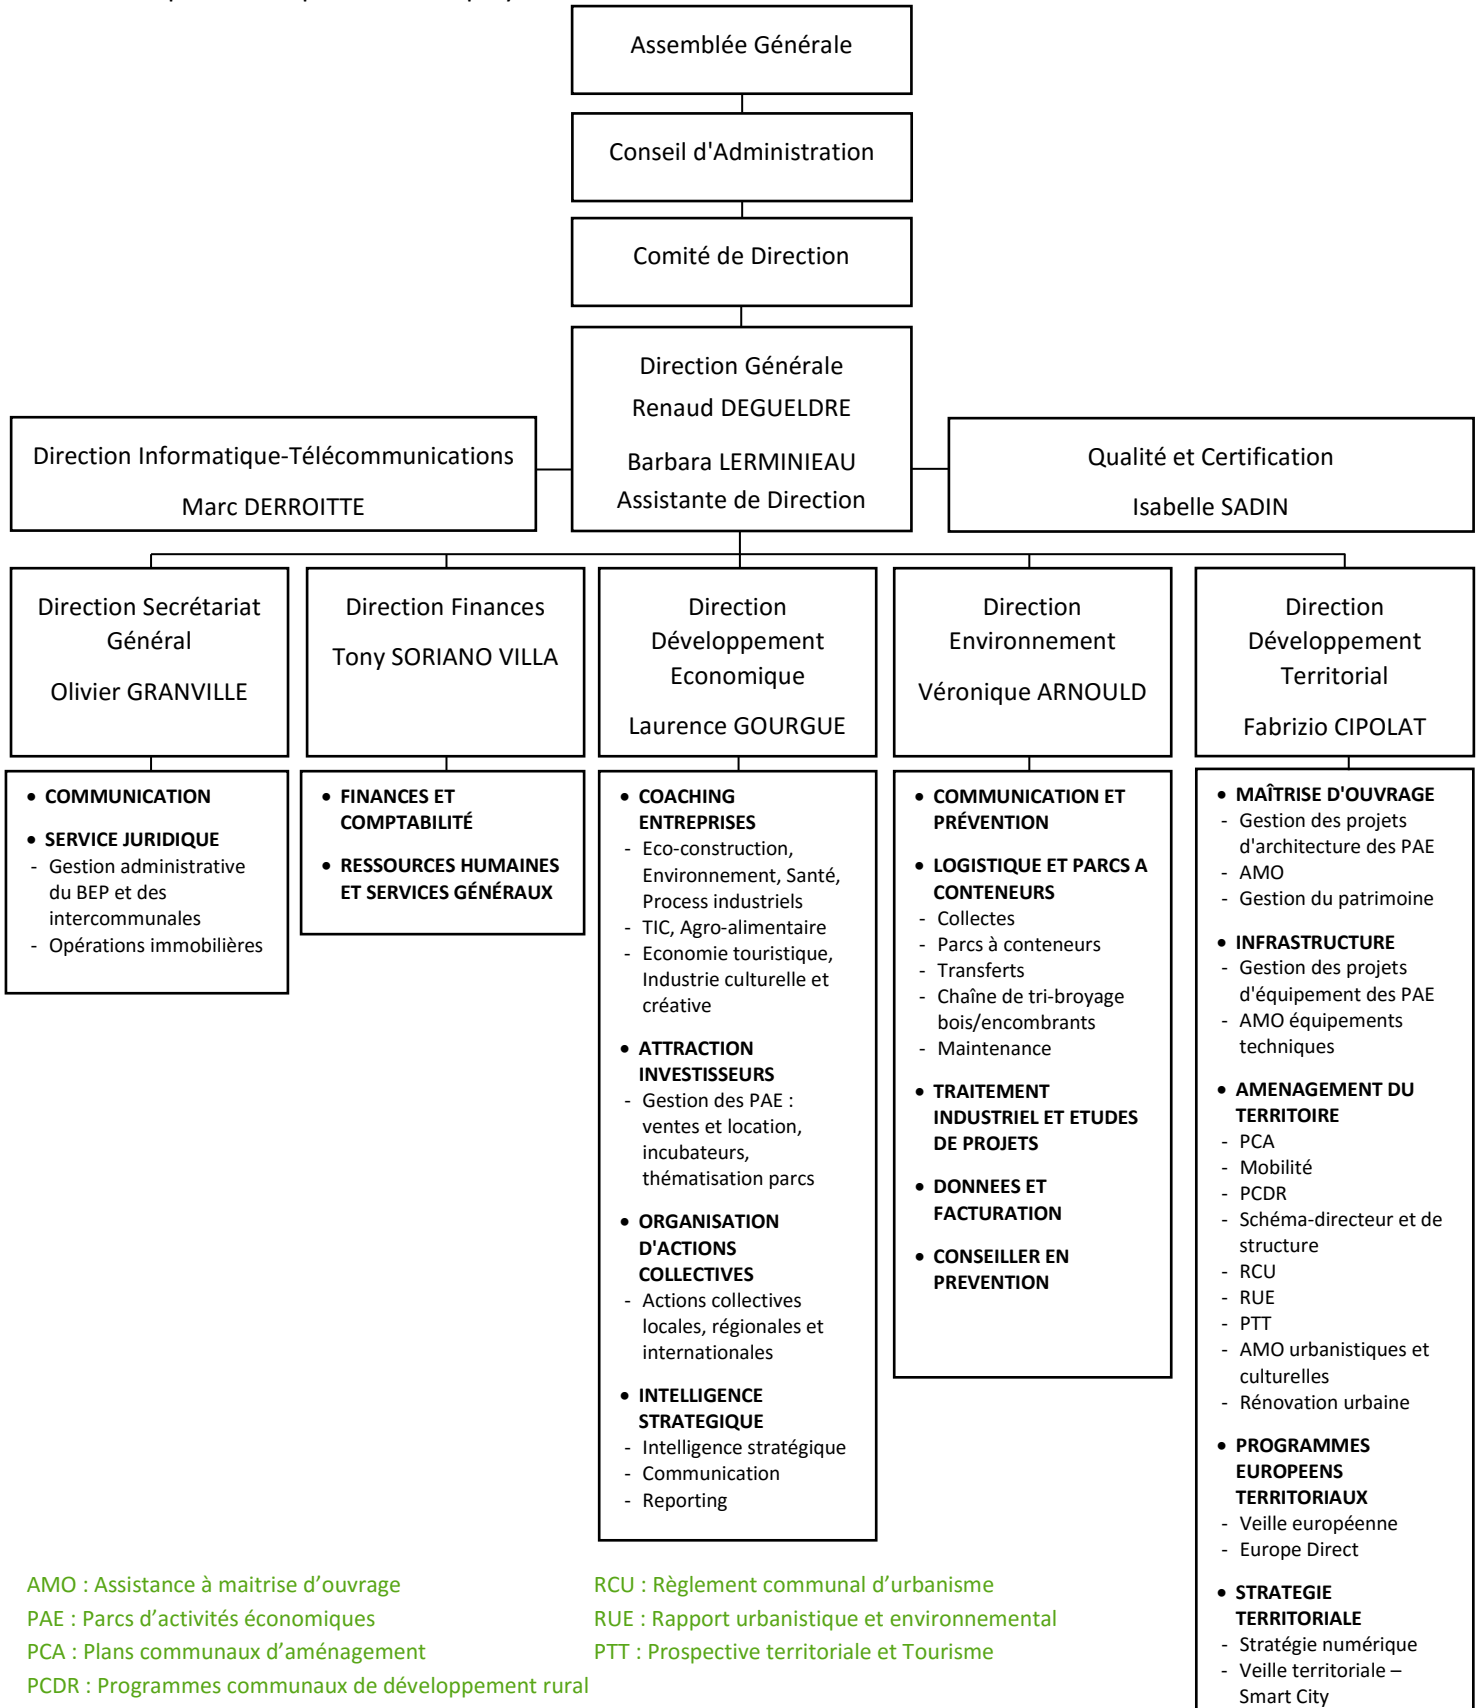 Assemblée Générale
Conseil d'Administration
Comité de Direction
Direction Générale
Renaud DEGUELDRE
Barbara LERMINIEAU
Assistante de Direction
Direction Informatique-Télécommunications
Marc DERROITTE
Qualité et Certification
Isabelle SADIN
Direction Secrétariat
Général
Olivier GRANVILLE
Direction Finances
Tony SORIANO VILLA
Direction
Développement
Economique
Laurence GOURGUE
Direction
Environnement
Véronique ARNOULD
Direction
Développement
Territorial
Fabrizio CIPOLAT
• COMMUNICATION
• SERVICE JURIDIQUE
- Gestion administrative
du BEP et des
intercommunales
- Opérations immobilières
• FINANCES ET
COMPTABILITÉ
• RESSOURCES HUMAINES
ET SERVICES GÉNÉRAUX
• COACHING
ENTREPRISES
- Eco-construction,
Environnement, Santé,
Process industriels
- TIC, Agro-alimentaire
- Economie touristique,
Industrie culturelle et
créative
• ATTRACTION
INVESTISSEURS
- Gestion des PAE :
ventes et location,
incubateurs,
thématisation parcs
• ORGANISATION
D'ACTIONS
COLLECTIVES
- Actions collectives
locales, régionales et
internationales
• INTELLIGENCE
STRATEGIQUE
- Intelligence stratégique
- Communication
- Reporting
• COMMUNICATION ET
PRÉVENTION
• LOGISTIQUE ET PARCS A
CONTENEURS
- Collectes
- Parcs à conteneurs
- Transferts
- Chaîne de tri-broyage
bois/encombrants
- Maintenance
• TRAITEMENT
INDUSTRIEL ET ETUDES
DE PROJETS
• DONNEES ET
FACTURATION
• CONSEILLER EN
PREVENTION
• MAÎTRISE D'OUVRAGE
- Gestion des projets
d'architecture des PAE
- AMO
- Gestion du patrimoine
• INFRASTRUCTURE
- Gestion des projets
d'équipement des PAE
- AMO équipements
techniques
• AMENAGEMENT DU
TERRITOIRE
- PCA
- Mobilité
- PCDR
- Schéma-directeur et de
structure
- RCU
- RUE
- PTT
- AMO urbanistiques et
culturelles
- Rénovation urbaine
• PROGRAMMES
EUROPEENS
TERRITORIAUX
- Veille européenne
- Europe Direct
• STRATEGIE
TERRITORIALE
- Stratégie numérique
- Veille territoriale –
Smart City
AMO : Assistance à maitrise d’ouvrage
PAE : Parcs d’activités économiques
PCA : Plans communaux d’aménagement
PCDR : Programmes communaux de développement rural
RCU : Règlement communal d’urbanisme
RUE : Rapport urbanistique et environnemental
PTT : Prospective territoriale et Tourisme